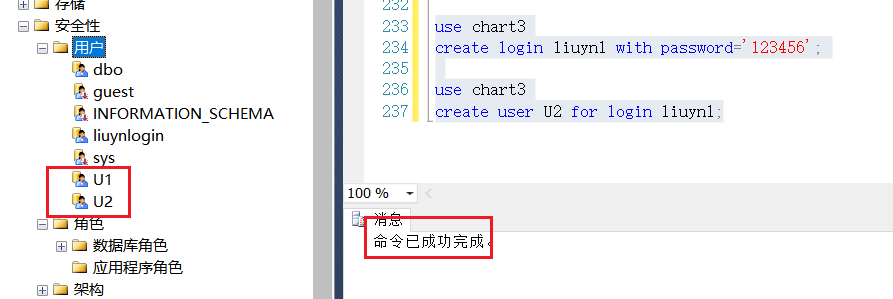 存储
安全性
用户
dbo
guest
INFORMATION_SCHEMA
liuynlogin
sys
U1
U2
角色
数据库角色
应用程序角色
架构
232
233 use chart3
234 create login liuynl with password='123456';
235
236 use chart3
237 create user U2 for login liuynl;
100 %
消息
命令已成功完成。